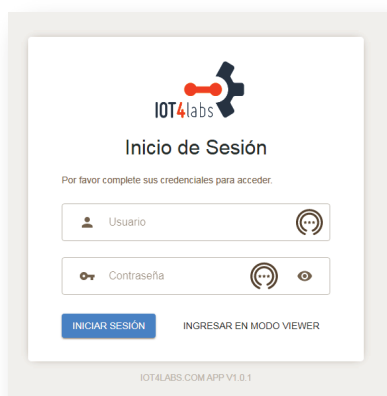 IOT4labs
Inicio de Sesión
Por favor complete sus credenciales para acceder.
Usuario
Contraseña
INICIAR SESIÓN INGRESAR EN MODO VIEWER
IOT4LABS.COM APP V1.0.1